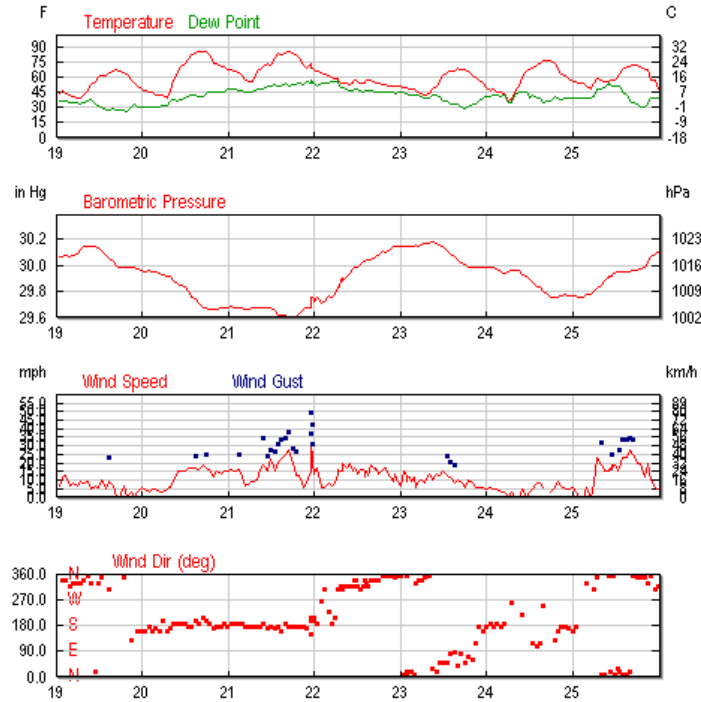 F C
Temperature Dew Point
90 32
75 24
60 16
45 7
30 -1
15 -9
0 -18
19 20 21 22 23 24 25
in Hg hPa
Barometric Pressure
30.2 1023
30.0 1016
29.8 1009
29.6 1002
19 20 21 22 23 24 25
mph km/h
Wind Speed Wind Gust
55.0 89
0.0
19 20 21 22 23 24 25
Wind Dir (deg)
360.0 N
270.0 W
180.0 S
90.0 E
0.0 N
19 20 21 22 23 24 25